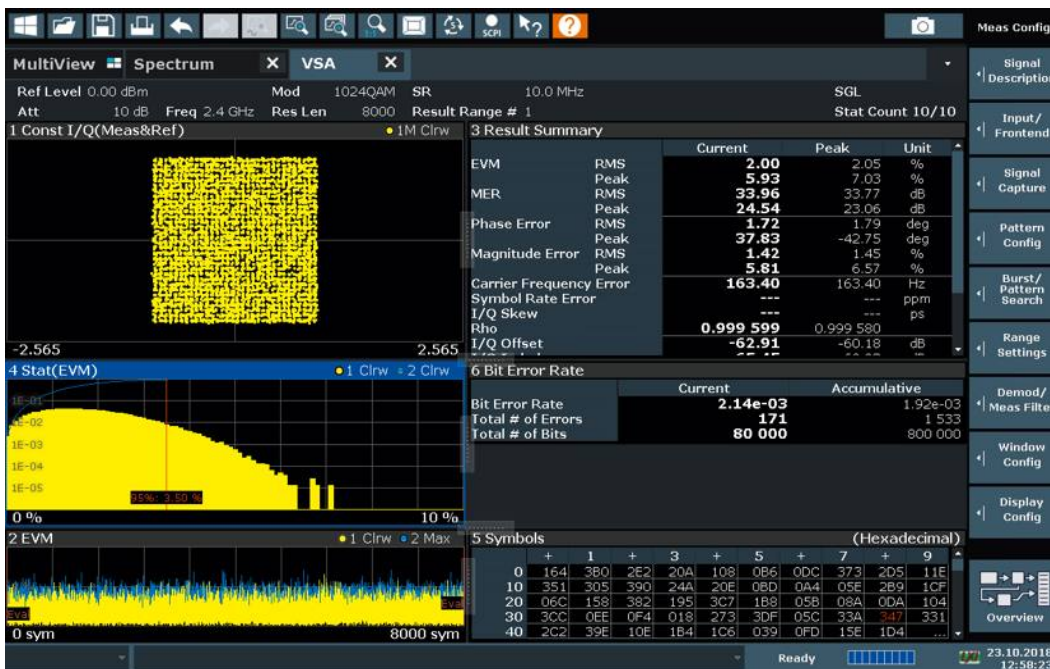 SCPI
Meas Config
MultiView Spectrum X VSA X
Ref Level 0.00 dBm Mod 1024QAM SR 10.0 MHz SGL
Att 10 dB Freq 2.4 GHz Res Len 8000 Result Range # 1 Stat Count 10/10
1 Const I/Q(Meas&Ref) 1M Clrw
-2.565 2.565
3 Result Summary
Current Peak Unit
EVM RMS 2.00 2.05 %
Peak 5.93 7.03 %
MER RMS 33.96 33.77 dB
Peak 24.54 23.06 dB
Phase Error RMS 1.72 1.79 deg
Peak 37.83 -42.75 deg
Magnitude Error RMS 1.42 1.45 %
Peak 5.81 6.57 %
Carrier Frequency Error 163.40 163.40 Hz
Symbol Rate Error --- --- ppm
I/Q Skew --- --- ps
Rho 0.999 599 0.999 580
I/Q Offset -62.91 -60.18 dB
4 Stat(EVM) 1 Clrw 2 Clrw
1E-01
1E-02
1E-03
1E-04
1E-05
95%: 3.50 %
0 % 10 %
6 Bit Error Rate
Current Accumulative
Bit Error Rate 2.14e-03 1.92e-03
Total # of Errors 171 1 533
Total # of Bits 80 000 800 000
2 EVM 1 Clrw 2 Max
Eval
0 sym 8000 sym
5 Symbols (Hexadecimal)
+ 1 + 3 + 5 + 7 + 9
0 164 3B0 2E2 20A 108 0B6 0DC 373 2D5 11E
10 351 305 390 24A 20E 0BD 0A4 05E 2B9 1CF
20 06C 158 382 195 3C7 1B8 05B 08A 0DA 104
30 3CC 0EE 0F4 018 273 3DF 05C 33A 347 331
40 2C2 39E 10E 1B4 1C6 039 0FD 15E 1D4 ...
Signal
Description
Input/
Frontend
Signal
Capture
Pattern
Config
Burst/
Pattern
Search
Range
Settings
Demod/
Meas Filte
Window
Config
Display
Config
Overview
Ready
23.10.2018
12:58:2